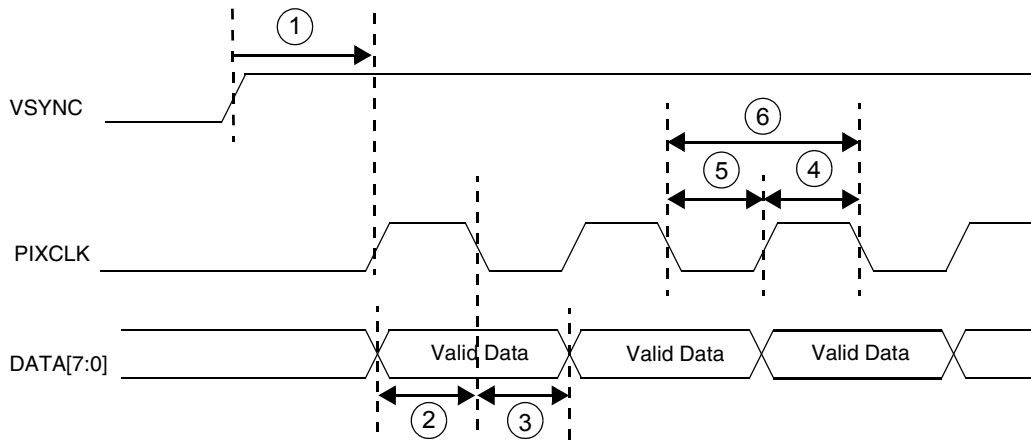 1
VSYNC
6
5 4
PIXCLK
DATA[7:0] Valid Data Valid Data Valid Data
2 3